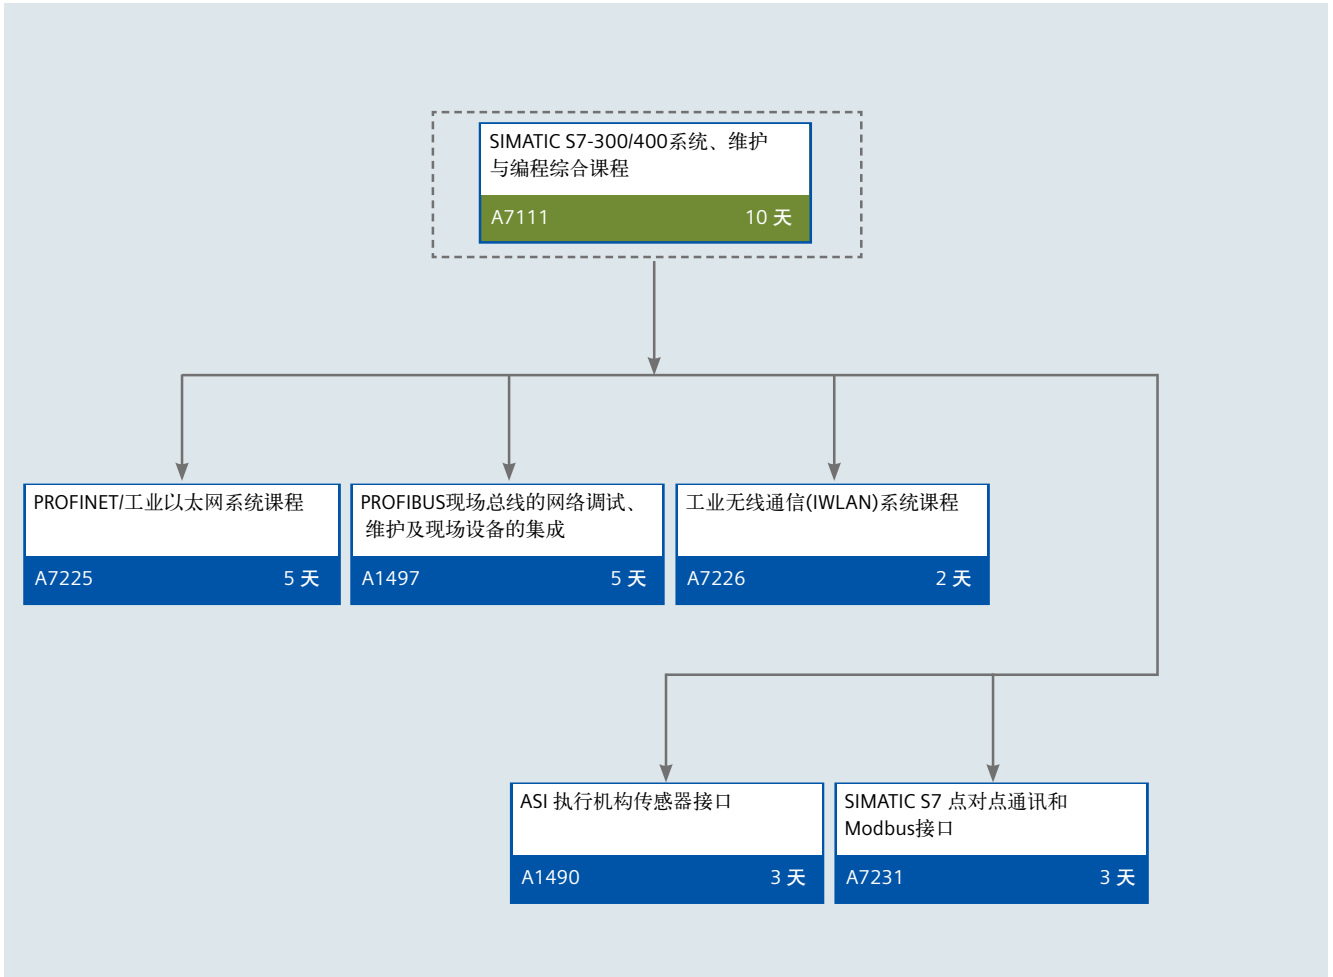 SIMATIC S7-300/400系统、维护
与编程综合课程
A7111 10 天
PROFINET/工业以太网系统课程
A7225 5 天
PROFIBUS现场总线的网络调试、
维护及现场设备的集成
A1497 5 天
工业无线通信(IWLAN)系统课程
A7226 2 天
ASI 执行机构传感器接口
A1490 3 天
SIMATIC S7 点对点通讯和
Modbus接口
A7231 3 天